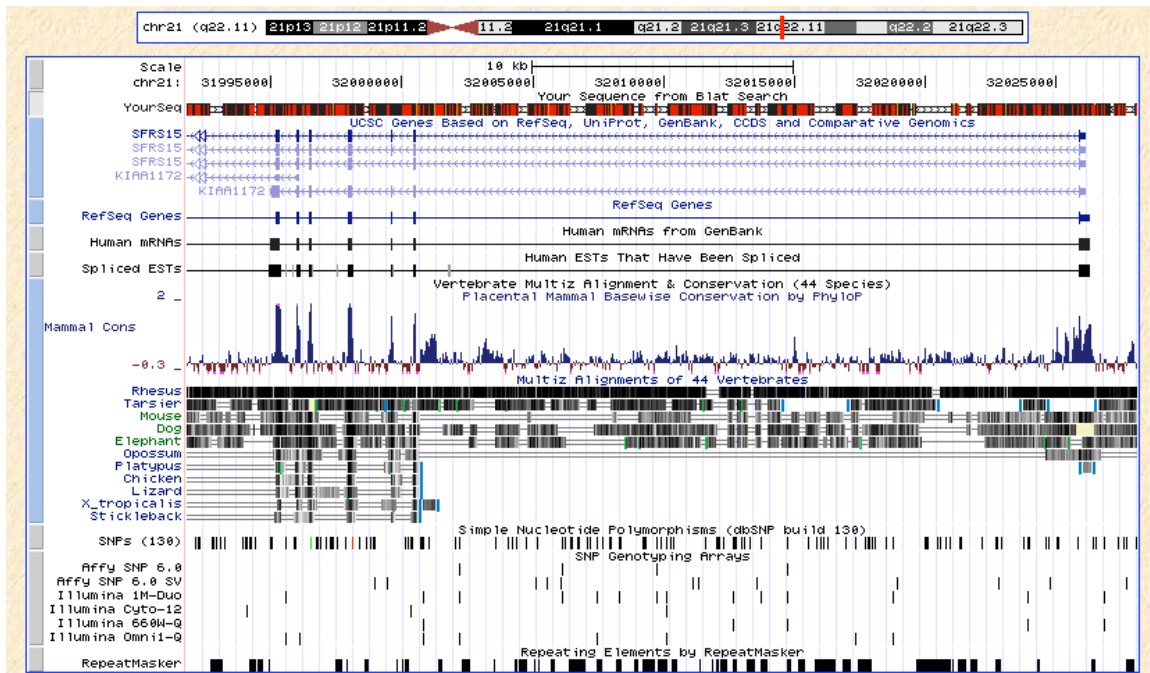 chr21 (q22.11) 21p13 21p12 21p11.2 11.2 21q21.1 q21.2 21q21.3 21q22.11 q22.2 21q22.3
Scale 10 kb
chr21: 31995000 32000000 32005000 32010000 32015000 32020000 32025000
Your Sequence from Blat Search
YourSeq
UCSC Genes Based on RefSeq, UniProt, GenBank, CCDS and Comparative Genomics
SFRS15
SFRS15
SFRS15
KIAA1172
KIAA1172
RefSeq Genes
RefSeq Genes
Human mRNAs from GenBank
Human mRNAs
Human ESTs That Have Been Spliced
Spliced ESTs
Vertebrate Multiz Alignment & Conservation (44 Species)
Placental Mammal Basewise Conservation by PhyloP
2 _
Mammal Cons
-0.3 _
Multiz Alignments of 44 Vertebrates
Rhesus
Tarsier
Mouse
Dog
Elephant
Opossum
Platypus
Chicken
Lizard
X_tropicalis
Stickleback
Simple Nucleotide Polymorphisms (dbSNP build 130)
SNPs (130)
SNP Genotyping Arrays
Affy SNP 6.0
Affy SNP 6.0 SV
Illumina 1M-Duo
Illumina Cyto-12
Illumina 660W-Q
Illumina Omni1-Q
Repeating Elements by RepeatMasker
RepeatMasker